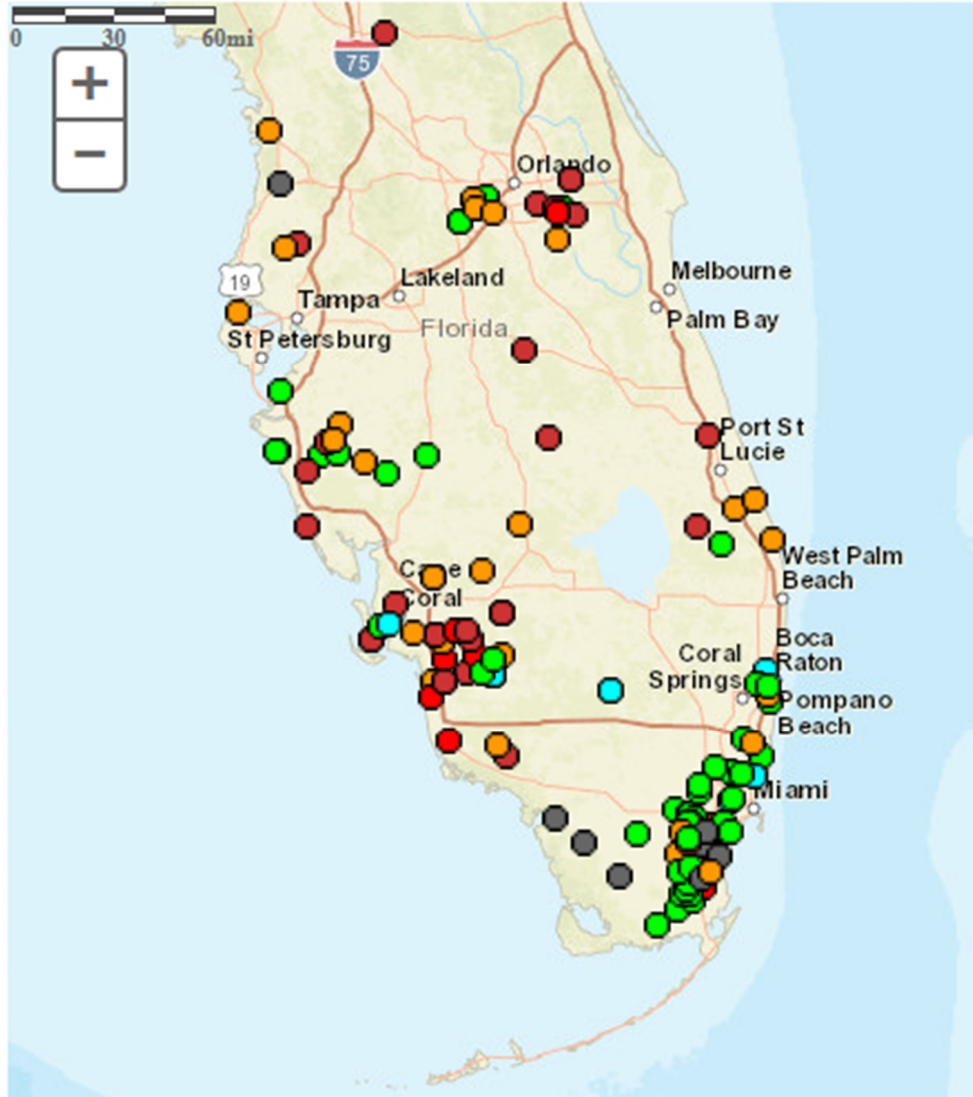 0 30 60mi
75
+
−
Orlando
Melbourne
Lakeland
19
Tampa
Palm Bay
Florida
St Petersburg
Port St
Lucie
West Palm
Beach
Cape
Coral
Boca
Raton
Coral
Springs
Pompano
Beach
Miami